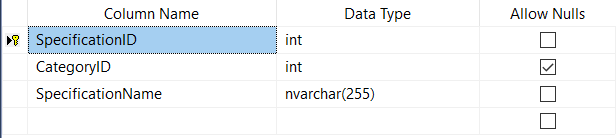 Column Name Data Type Allow Nulls
SpecificationID int
CategoryID int
SpecificationName nvarchar(255)